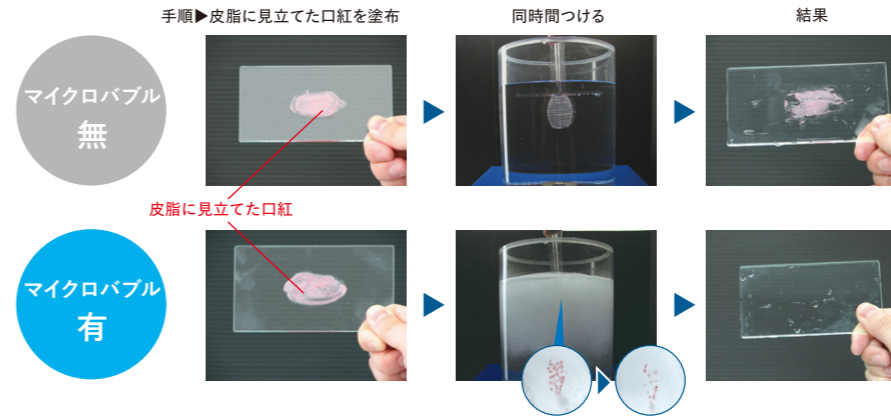 手順▶皮脂に見立てた口紅を塗布
同時間つける
結果
マイクロバブル
無
皮脂に見立てた口紅
マイクロバブル
有